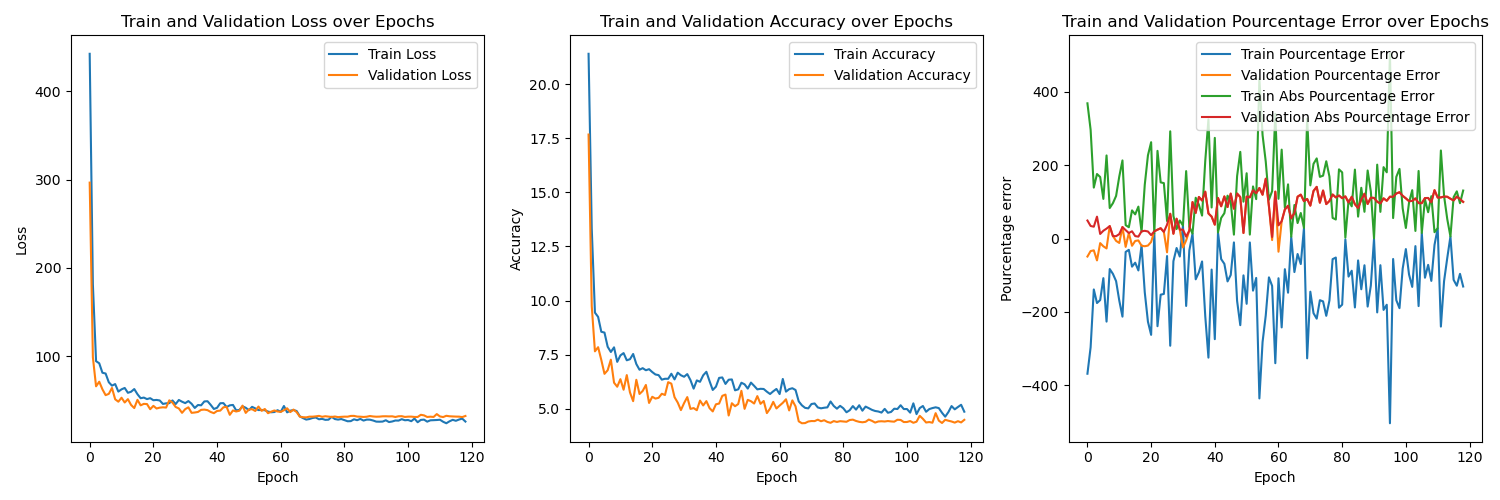 Train and Validation Loss over Epochs
Train Loss
Validation Loss
400
300
200
100
Loss
0 20 40 60 80 100 120
Epoch
Train and Validation Accuracy over Epochs
Train Accuracy
Validation Accuracy
20.0
17.5
15.0
12.5
10.0
7.5
5.0
Accuracy
0 20 40 60 80 100 120
Epoch
Train and Validation Pourcentage Error over Epochs
Train Pourcentage Error
Validation Pourcentage Error
Train Abs Pourcentage Error
Validation Abs Pourcentage Error
400
200
0
−200
−400
Pourcentage error
0 20 40 60 80 100 120
Epoch